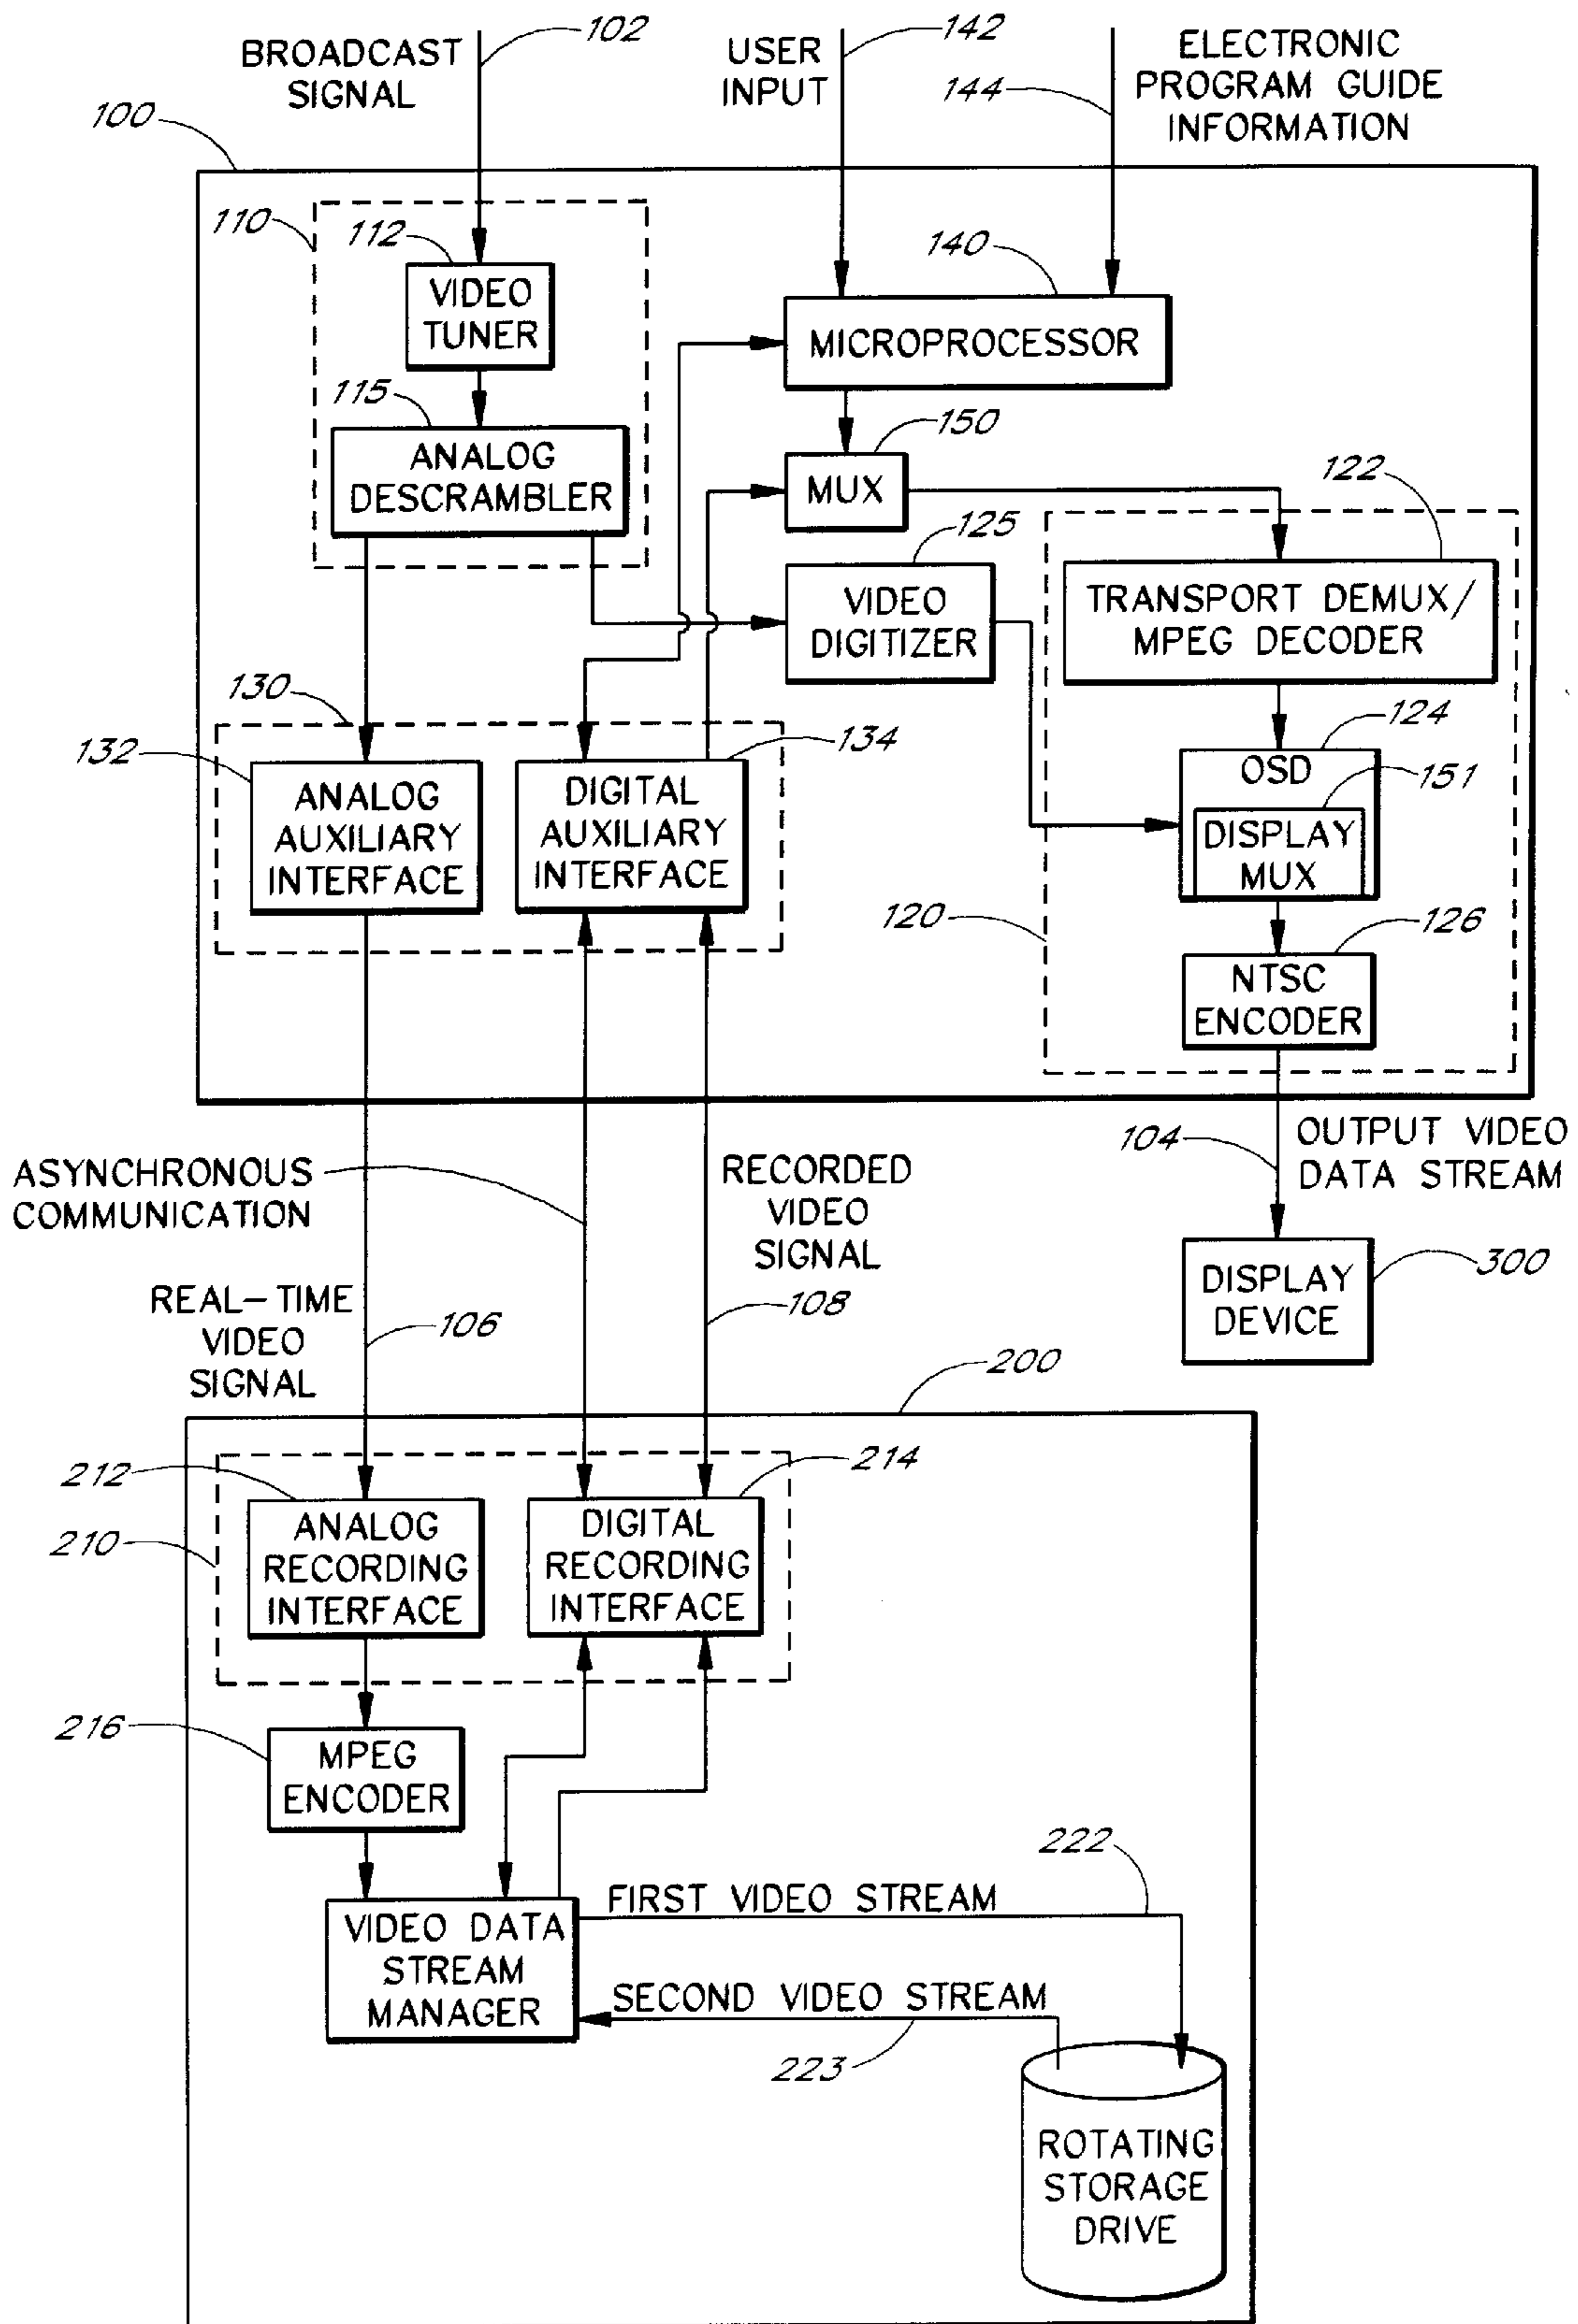 BROADCAST
SIGNAL
102
USER
INPUT
142
144
ELECTRONIC
PROGRAM GUIDE
INFORMATION
100
110
112
VIDEO
TUNER
140
MICROPROCESSOR
115
ANALOG
DESCRAMBLER
150
MUX
122
125
VIDEO
DIGITIZER
TRANSPORT DEMUX/
MPEG DECODER
130
132
ANALOG
AUXILIARY
INTERFACE
134
DIGITAL
AUXILIARY
INTERFACE
124
OSD
151
DISPLAY
MUX
120
126
NTSC
ENCODER
104
OUTPUT VIDEO
DATA STREAM
ASYNCHRONOUS
COMMUNICATION
RECORDED
VIDEO
SIGNAL
108
REAL-TIME
VIDEO
SIGNAL
106
DISPLAY
DEVICE
300
200
212
210
ANALOG
RECORDING
INTERFACE
214
DIGITAL
RECORDING
INTERFACE
216
MPEG
ENCODER
222
FIRST VIDEO STREAM
VIDEO DATA
STREAM
MANAGER
SECOND VIDEO STREAM
223
ROTATING
STORAGE
DRIVE